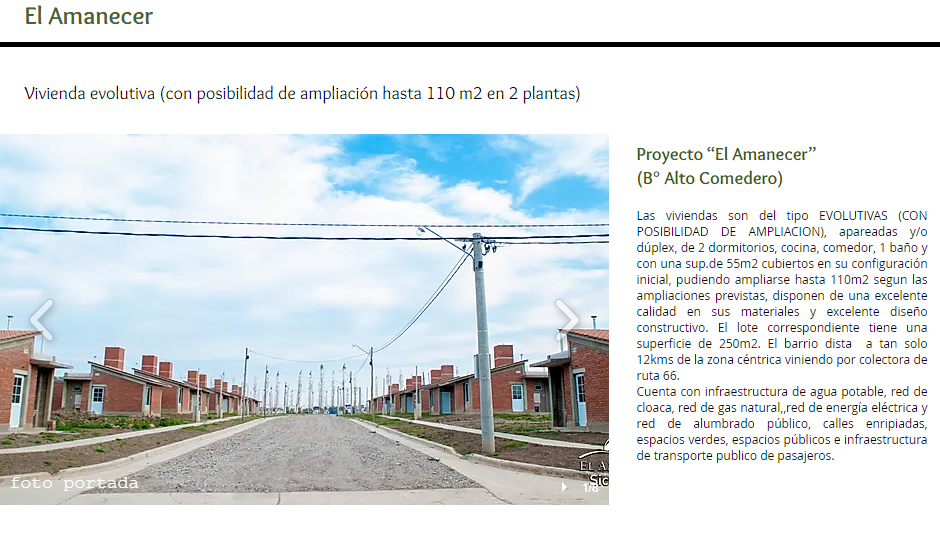 El Amanecer
Vivienda evolutiva (con posibilidad de ampliación hasta 110 m2 en 2 plantas)
Proyecto “El Amanecer”
(B° Alto Comedero)
Las viviendas son del tipo EVOLUTIVAS (CON
POSIBILIDAD DE AMPLIACION), apareadas y/o
dúplex, de 2 dormitorios, cocina, comedor, 1 baño y
con una sup.de 55m2 cubiertos en su configuración
inicial, pudiendo ampliarse hasta 110m2 segun las
ampliaciones previstas, disponen de una excelente
calidad en sus materiales y excelente diseño
constructivo. El lote correspondiente tiene una
superficie de 250m2. El barrio dista a tan solo
12kms de la zona céntrica viniendo por colectora de
ruta 66.
Cuenta con infraestructura de agua potable, red de
cloaca, red de gas natural,,red de energía eléctrica y
red de alumbrado público, calles enripiadas,
espacios verdes, espacios públicos e infraestructura
de transporte publico de pasajeros.
foto portada
EL A
1/8